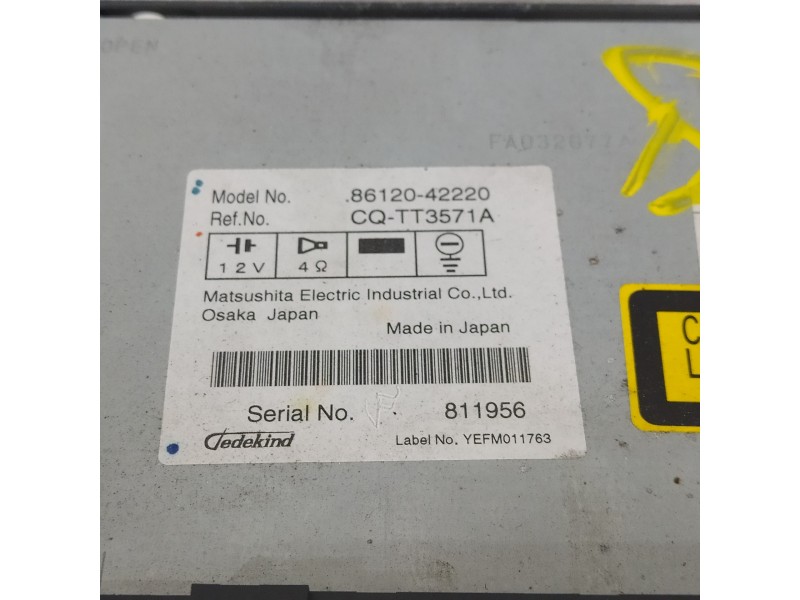 OPEN
Model No. .86120-42220
Ref.No. CQ-TT3571A
12V 4Ω
Matsushita Electric Industrial Co.,Ltd.
Osaka Japan
Made in Japan
Serial No. 811956
Tedekind Label No. YEFM011763
C
L